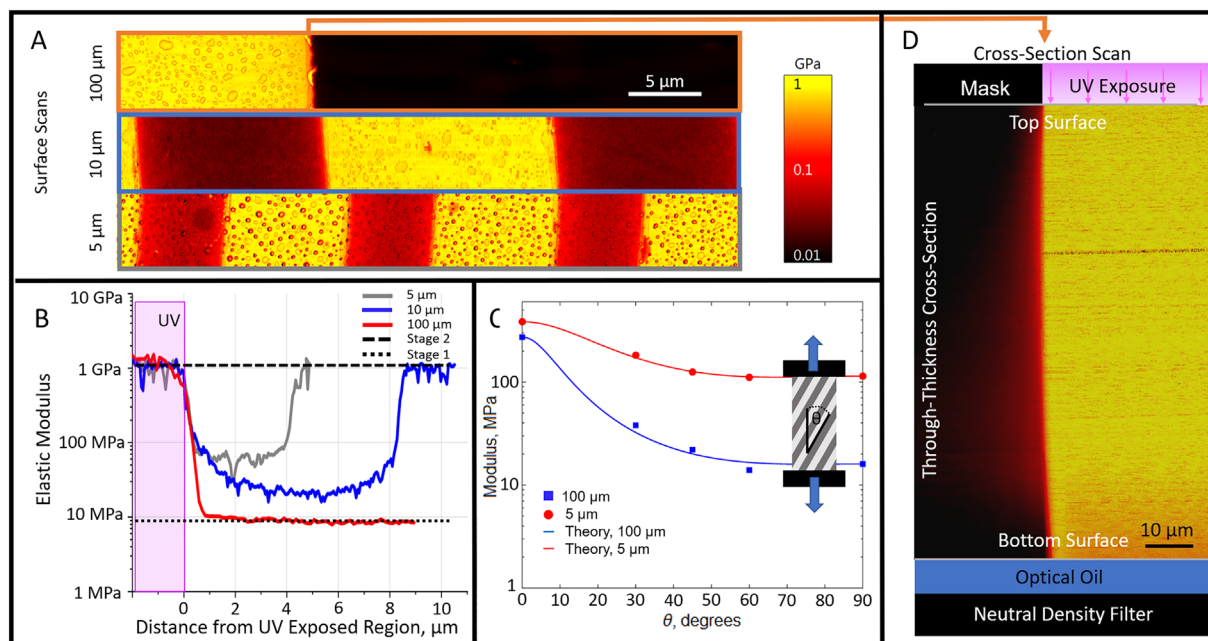 A
Surface Scans
100 μm
10 μm
5 μm
5 μm
GPa
1
0.1
0.01
B
10 GPa
1 GPa
100 MPa
10 MPa
1 MPa
Elastic Modulus
UV
5 μm
10 μm
100 μm
Stage 2
Stage 1
0
2
4
6
8
10
Distance from UV Exposed Region, μm
C
Modulus, MPa
100
10
1
θ
100 μm
5 μm
Theory, 100 μm
Theory, 5 μm
0
10
20
30
40
50
60
70
80
90
θ, degrees
D
Cross-Section Scan
Mask
UV Exposure
Top Surface
Through-Thickness Cross-Section
Bottom Surface
10 μm
Optical Oil
Neutral Density Filter